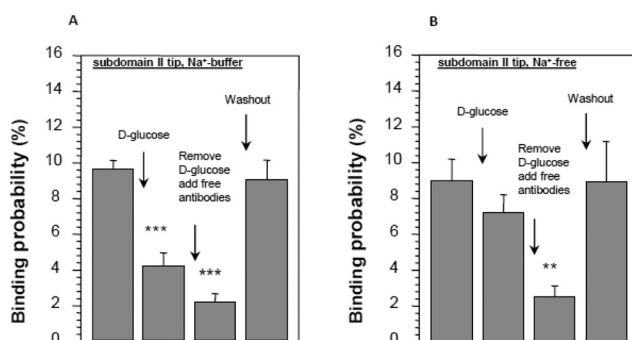 A
subdomain II tip, Na⁺-buffer
Binding probability (%)
16
14
12
10
8
6
4
2
0
D-glucose
Remove
D-glucose
add free
antibodies
Washout
***
***
B
subdomain II tip, Na⁺-free
Binding probability (%)
16
14
12
10
8
6
4
2
0
D-glucose
Remove
D-glucose
add free
antibodies
Washout
**